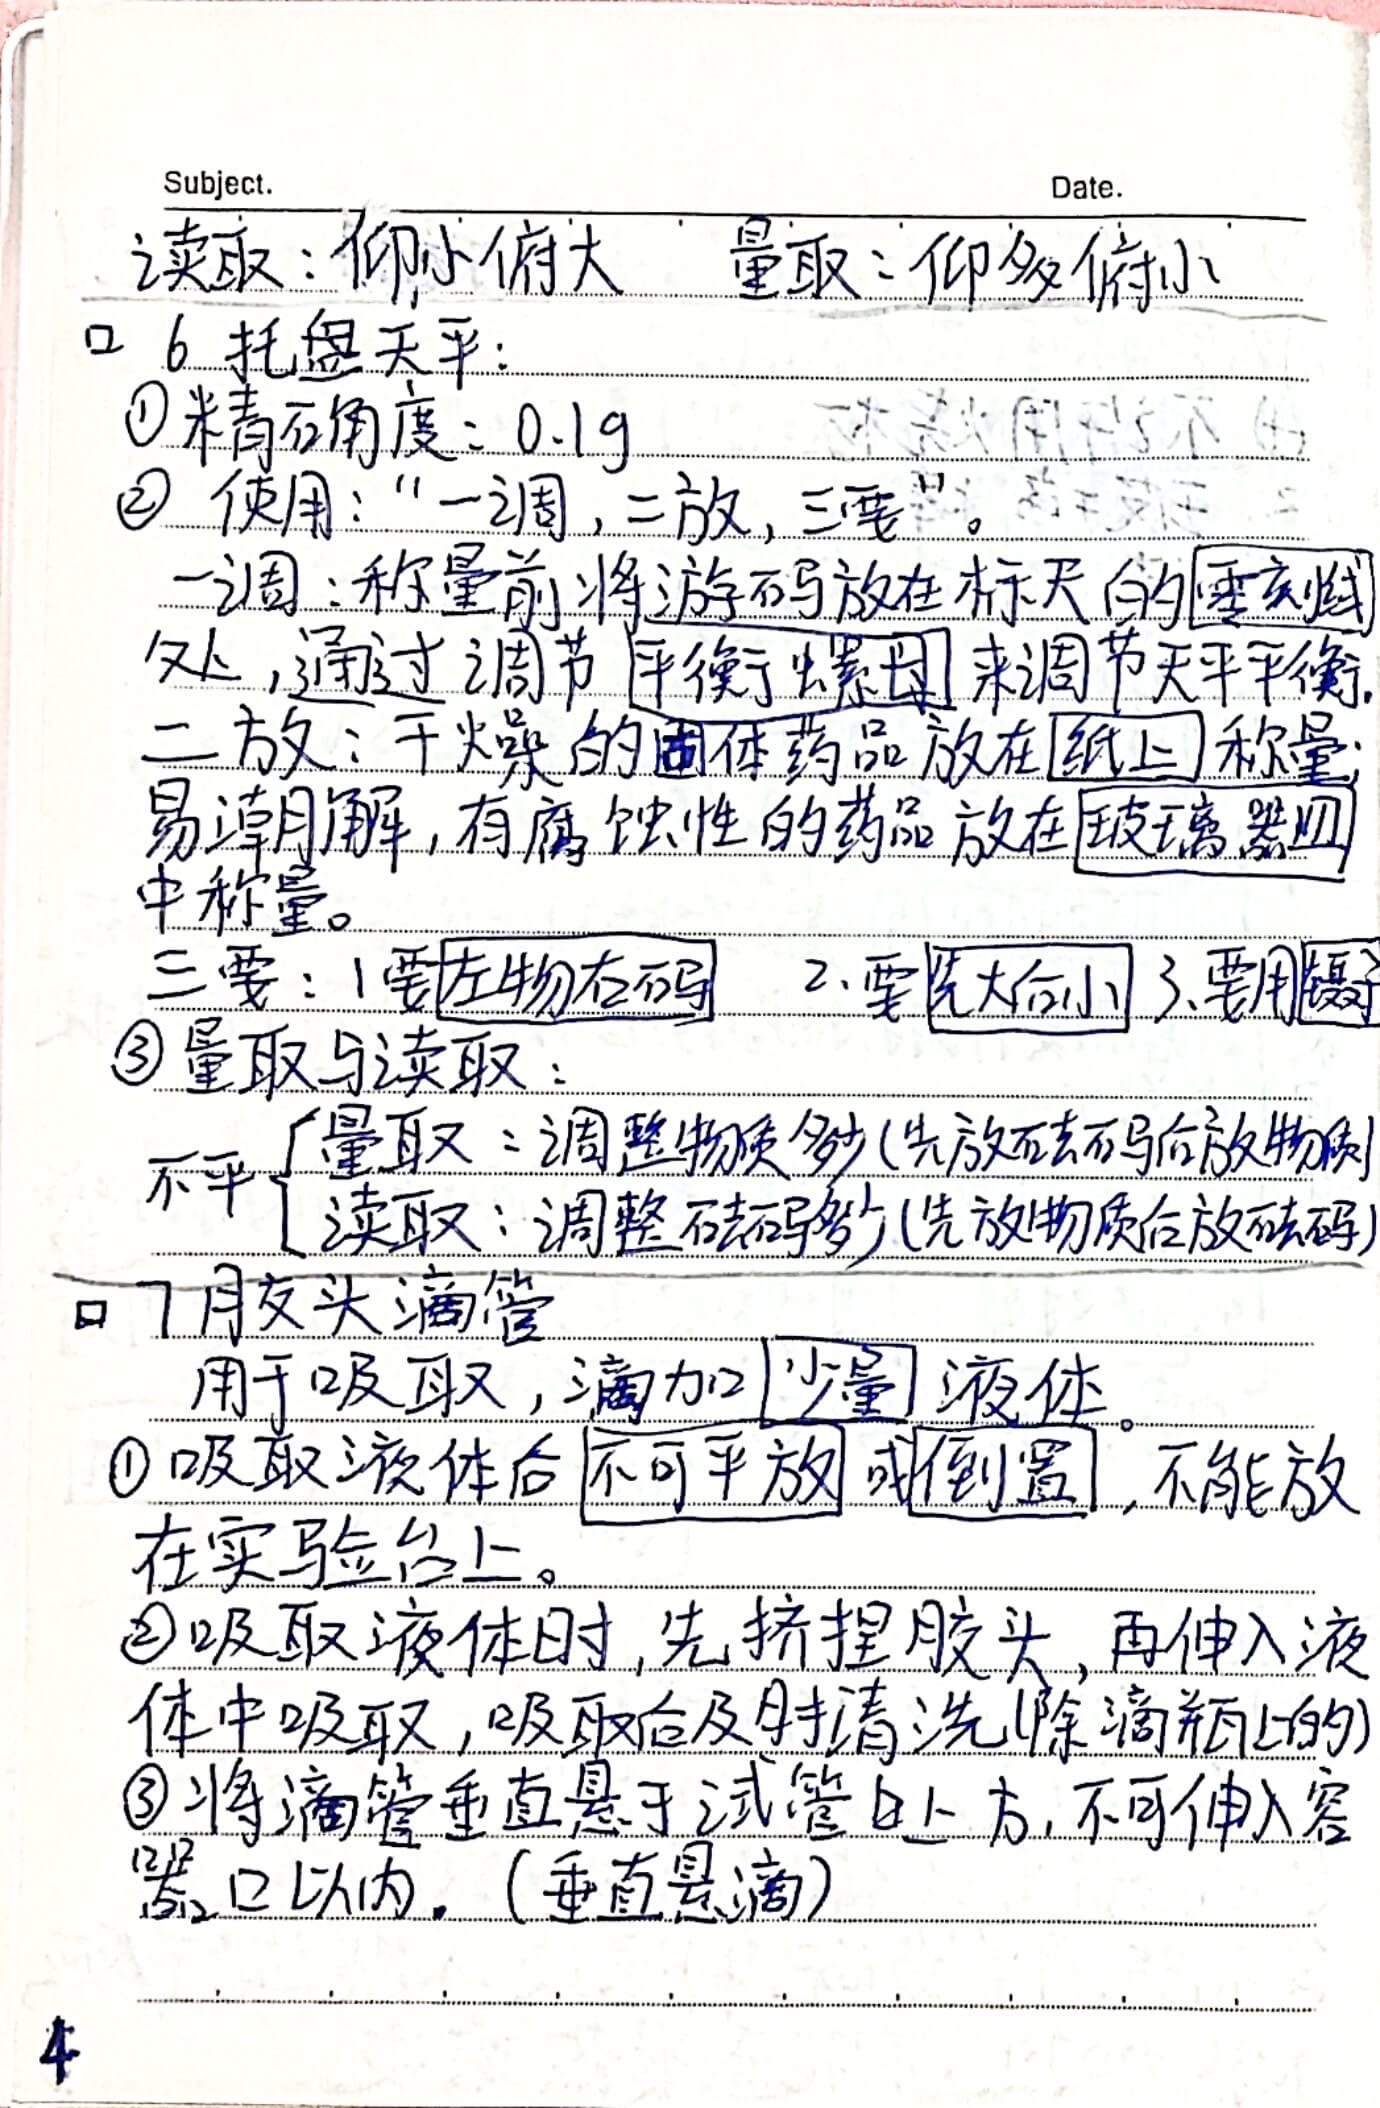 Subject. Date.
读取：仰小俯大 量取：仰多俯小
口 6 托盘天平：
① 精确度：0.1g
② 使用：“一调，二放，三要”。
一调：称量前将游码放在标尺的零刻线
处，通过调节平衡螺母来调节天平平衡.
二放：干燥的固体药品放在纸上称量；
易潮解，有腐蚀性的药品放在玻璃器皿
中称量。
三要：1要左物右码 2、要先大后小 3、要用镊子
③ 量取与读取：
不平
量取：调整物质多少(先放砝码后放物质)
读取：调整砝码多少(先放物质后放砝码)
口 7 胶头滴管
用于吸取，滴加少量液体。
①吸取液体后不可平放或倒置，不能放
在实验台上。
②吸取液体时，先挤捏胶头，再伸入液
体中吸取，吸取后及时清洗(除滴瓶上的)
③将滴管垂直悬于试管上方，不可伸入容
器口以内.（垂直悬滴）
4